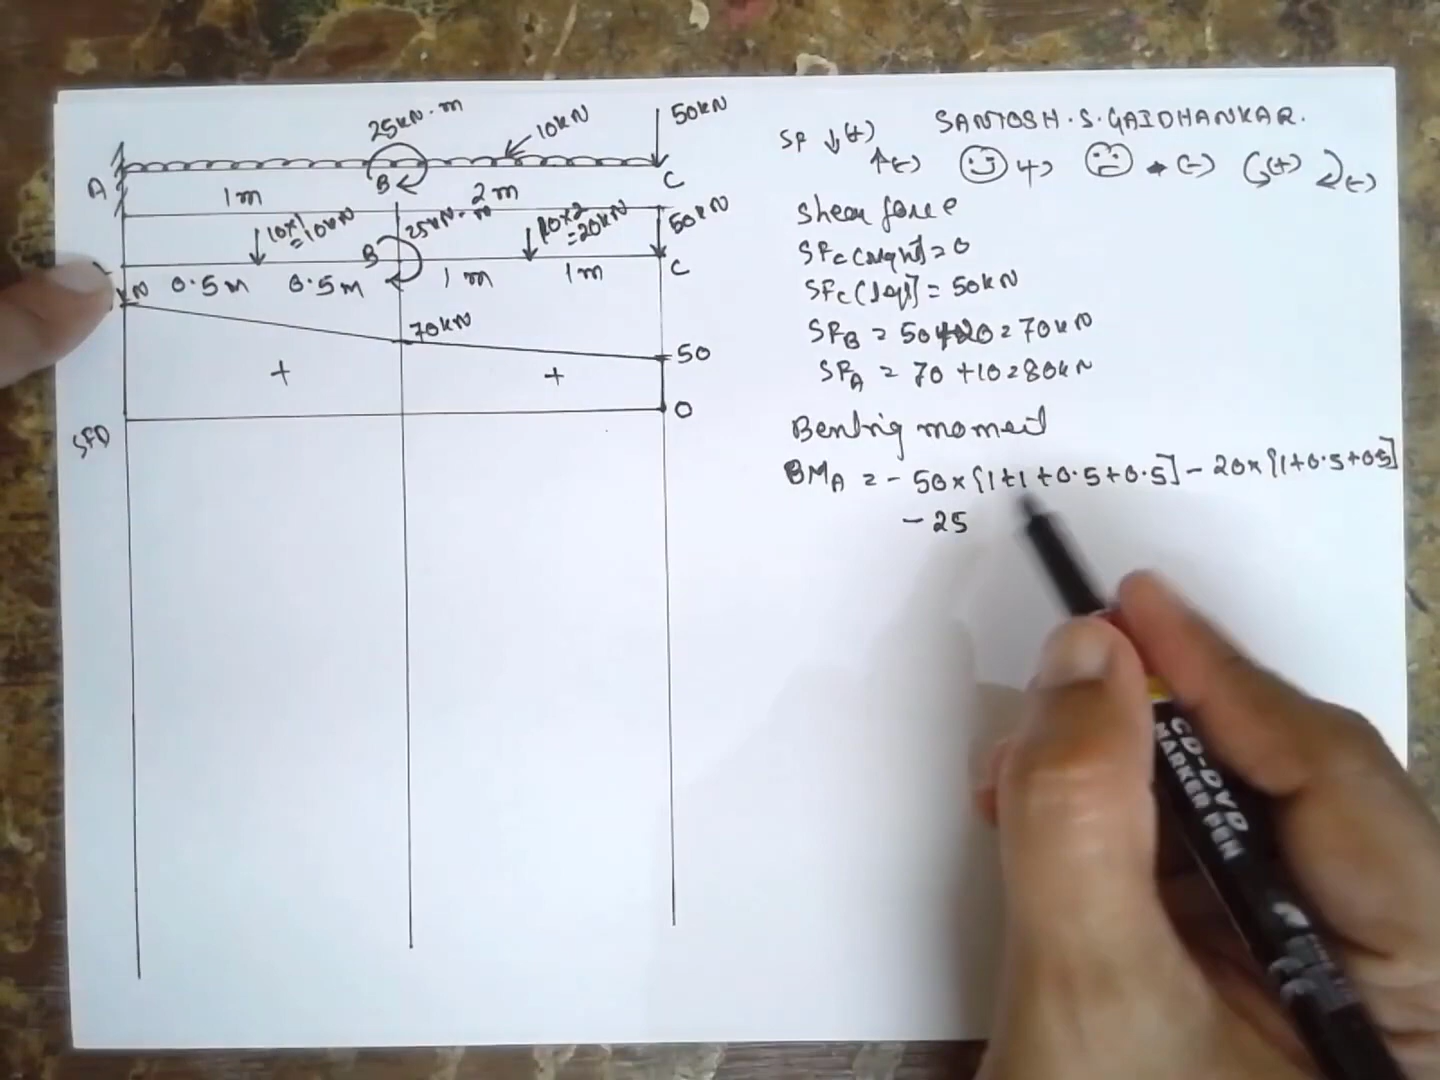 25kN·m
10kN
50kN
A
B
C
1m
2m
10×1
=10kN
25kN-m
10×2
=20kN
50kN
B
C
0.5m
0.5m
1m
1m
kN
70kN
50
+
+
0
SFD
SANTOSH.S.GAIDHANKAR.
SF ↓(+)
↑(-) (+) (-) (+) (-)
Shear force
SFc(right)=0
SFc(left)=50kN
SFB = 50+20=70kN
SFA = 70+10=80kN
Bending moment
BMA = -50×[1+1+0.5+0.5]-20×[1+0.5+0.5]
-25
CD-DVD
MARKER PEN